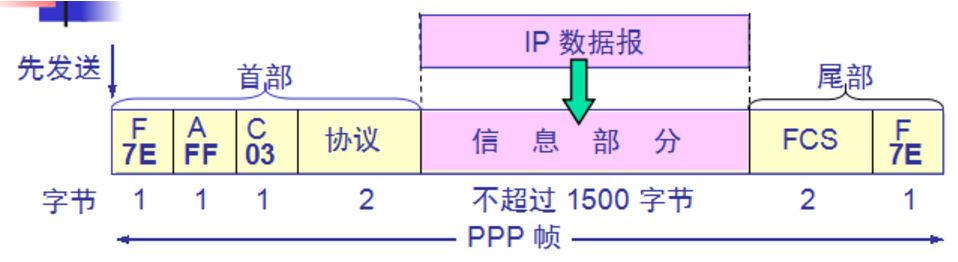 IP 数据报
先发送
首部
尾部
F
7E
A
FF
C
03
协议
信 息 部 分
FCS
F
7E
字节
1
1
1
2
不超过 1500 字节
2
1
PPP 帧